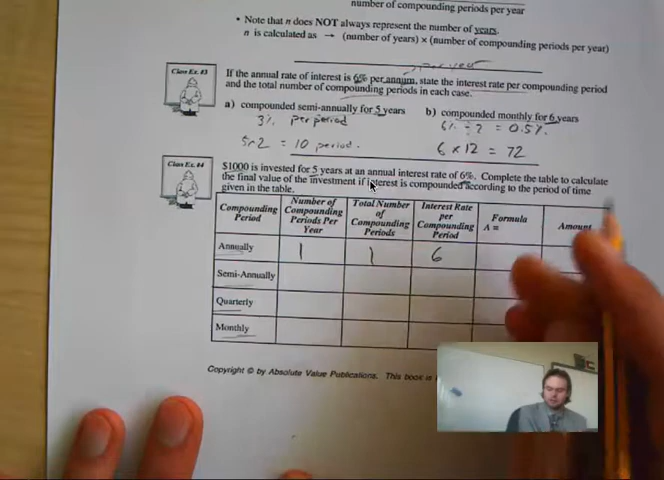 number of compounding periods per year
• Note that n does NOT always represent the number of years.
n is calculated as → (number of years) × (number of compounding periods per year)
Class Ex. #3
If the annual rate of interest is 6% per annum, state the interest rate per compounding period
and the total number of compounding periods in each case.
a) compounded semi-annually for 5 years
b) compounded monthly for 6 years
3% per period
6% ÷ ? = 0.5%
5×2 = 10 period.
6 × 12 = 72
Class Ex. #4
$1000 is invested for 5 years at an annual interest rate of 6%. Complete the table to calculate
the final value of the investment if interest is compounded according to the period of time
given in the table.
Compounding Period
Number of Compounding Periods Per Year
Total Number of Compounding Periods
Interest Rate per Compounding Period
Formula A =
Amount
Annually 1 1 6
Semi-Annually
Quarterly
Monthly
Copyright © by Absolute Value Publications. This book is